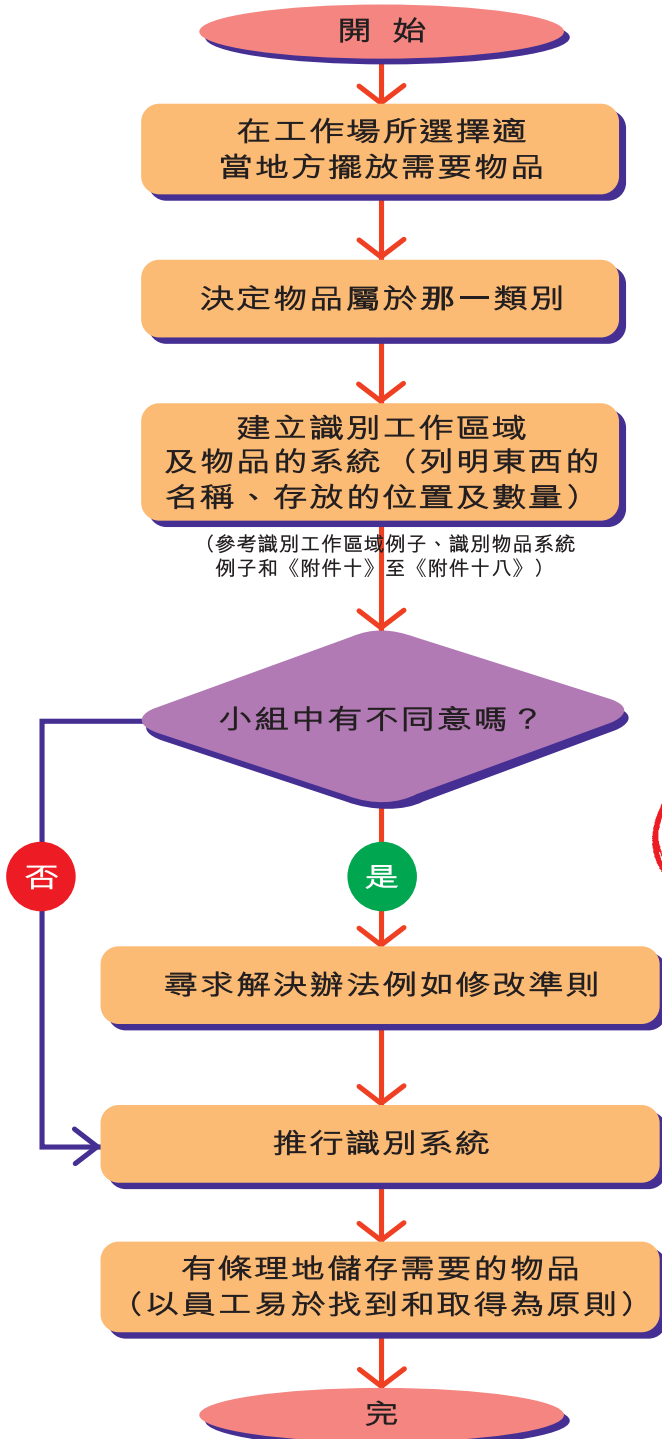 開 始
在工作場所選擇適
當地方擺放需要物品
決定物品屬於那一類別
建立識別工作區域
及物品的系統（列明東西的
名稱、存放的位置及數量）
（參考識別工作區域例子、識別物品系統
例子和《附件十》至《附件十八》）
小組中有不同意嗎？
否
是
尋求解決辦法例如修改準則
推行識別系統
有條理地儲存需要的物品
（以員工易於找到和取得為原則）
完